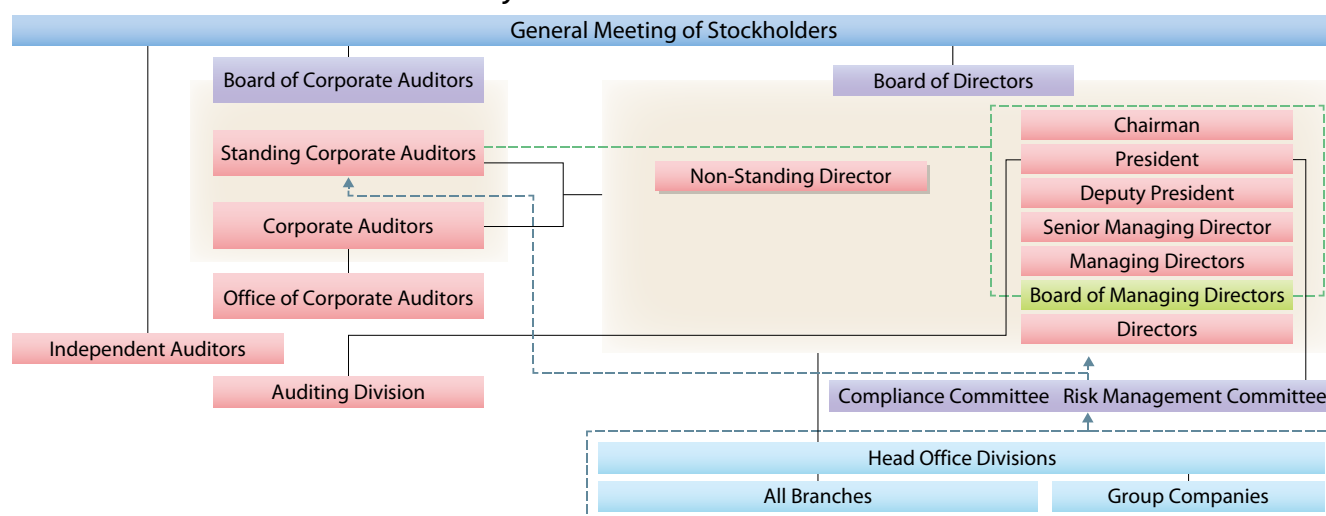 General Meeting of Stockholders
Board of Corporate Auditors
Board of Directors
Standing Corporate Auditors
Corporate Auditors
Office of Corporate Auditors
Independent Auditors
Auditing Division
Non-Standing Director
Chairman
President
Deputy President
Senior Managing Director
Managing Directors
Board of Managing Directors
Directors
Compliance Committee Risk Management Committee
Head Office Divisions
All Branches
Group Companies